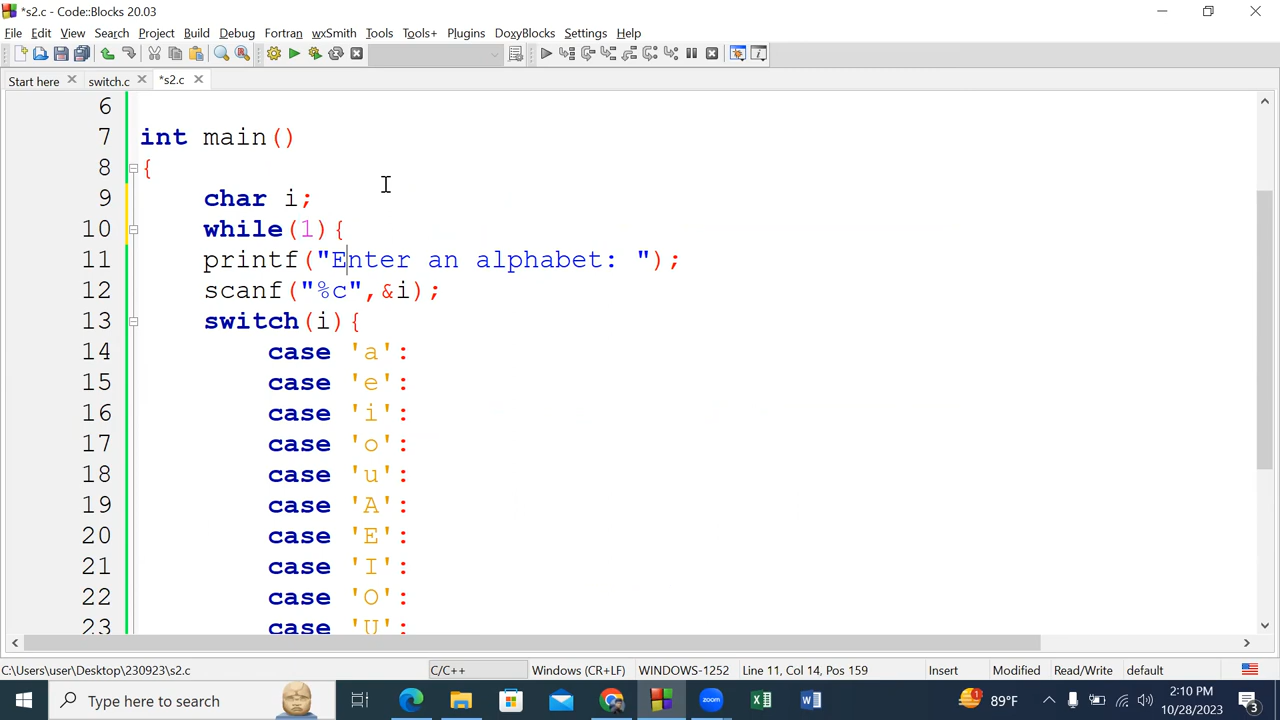 *s2.c - Code::Blocks 20.03
File Edit View Search Project Build Debug Fortran wxSmith Tools Tools+ Plugins DoxyBlocks Settings Help
Start here switch.c *s2.c
6
7 int main()
8 {
9 char i;
10 while(1){
11 printf("Enter an alphabet: ");
12 scanf("%c",&i);
13 switch(i){
14 case 'a':
15 case 'e':
16 case 'i':
17 case 'o':
18 case 'u':
19 case 'A':
20 case 'E':
21 case 'I':
22 case 'O':
23 case 'U':
C:\Users\user\Desktop\230923\s2.c C/C++ Windows (CR+LF) WINDOWS-1252 Line 11, Col 14, Pos 159 Insert Modified Read/Write default
Type here to search zoom 1 89°F 2:10 PM
10/28/2023 3